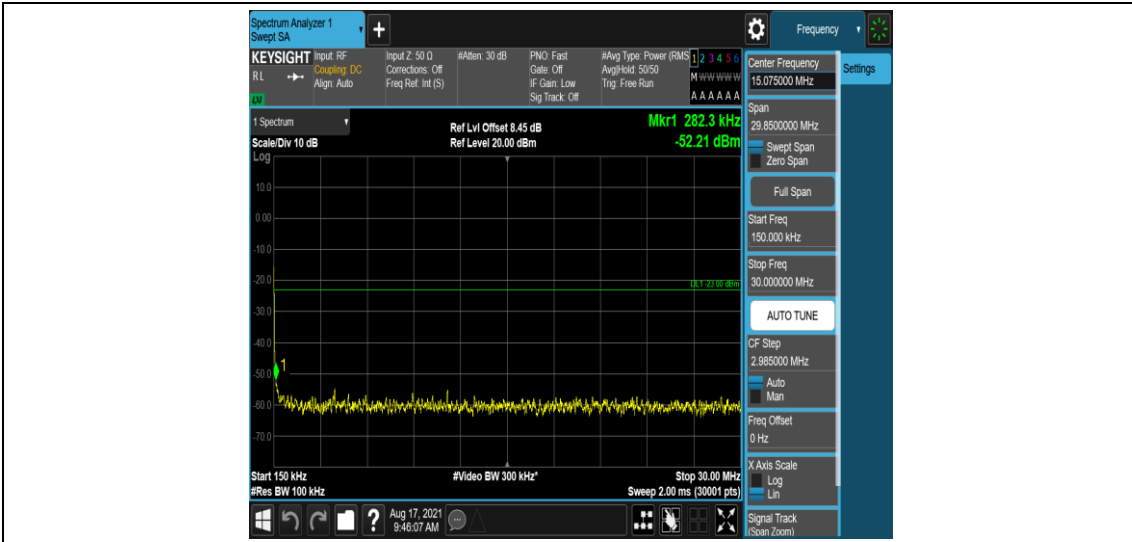 Spectrum Analyzer 1
Swept SA
+
Frequency
KEYSIGHT
RL
LXI
Input: RF
Coupling: DC
Align: Auto
Input Z: 50 Ω
Corrections: Off
Freq Ref: Int (S)
#Atten: 30 dB
PNO: Fast
Gate: Off
IF Gain: Low
Sig Track: Off
#Avg Type: Power (RMS
Avg|Hold: 50/50
Trig: Free Run
1 2 3 4 5 6
M W W W W W
A A A A A A
1 Spectrum
Scale/Div 10 dB
Log
Ref Lvl Offset 8.45 dB
Ref Level 20.00 dBm
Mkr1 282.3 kHz
-52.21 dBm
10.0
0.00
-10.0
-20.0
DL1 -23.00 dBm
-30.0
-40.0
1
-50.0
-60.0
-70.0
Start 150 kHz
#Video BW 300 kHz*
Stop 30.00 MHz
#Res BW 100 kHz
Sweep 2.00 ms (30001 pts)
?
Aug 17, 2021
9:46:07 AM
Center Frequency
15.075000 MHz
Settings
Span
29.8500000 MHz
Swept Span
Zero Span
Full Span
Start Freq
150.000 kHz
Stop Freq
30.000000 MHz
AUTO TUNE
CF Step
2.985000 MHz
Auto
Man
Freq Offset
0 Hz
X Axis Scale
Log
Lin
Signal Track
(Span Zoom)